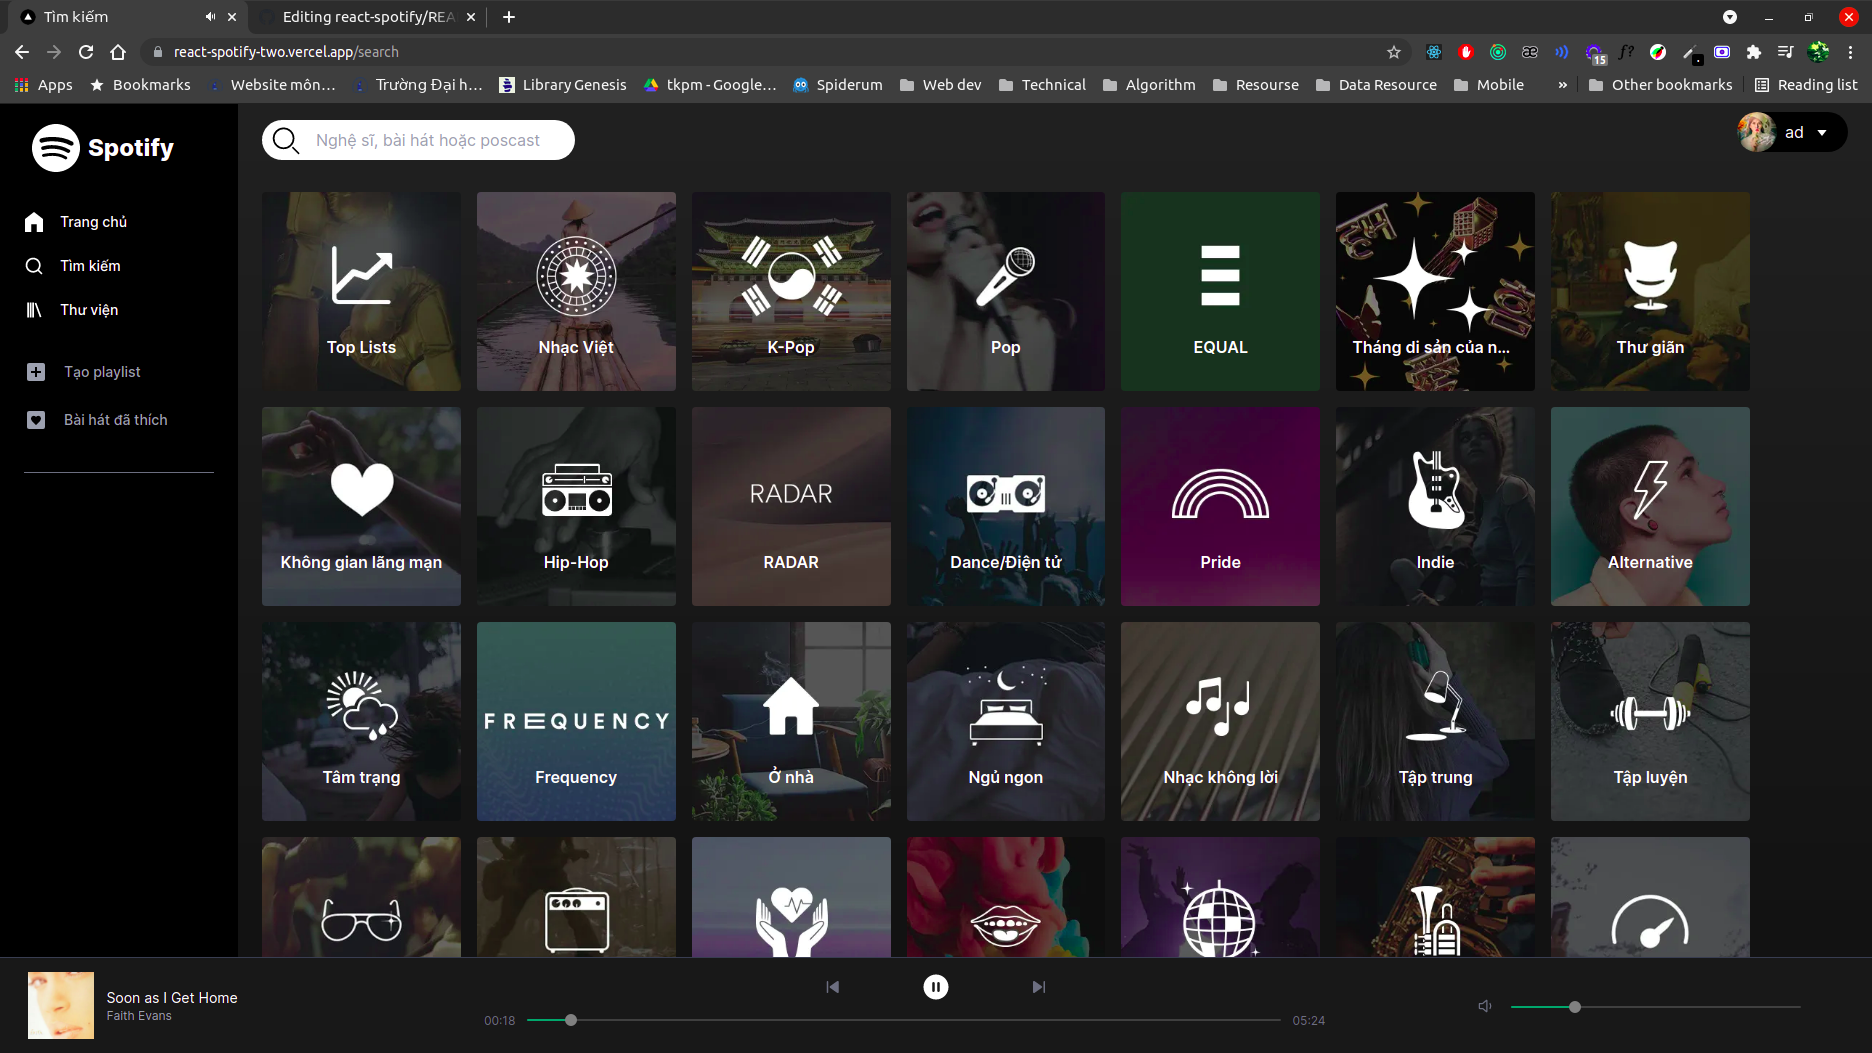 Tìm kiếm
Editing react-spotify/REA
react-spotify-two.vercel.app/search
15
Apps
Bookmarks
Website môn...
Trường Đại h...
Library Genesis
tkpm - Google...
Spiderum
Web dev
Technical
Algorithm
Resourse
Data Resource
Mobile
»
Other bookmarks
Reading list
Spotify
Nghệ sĩ, bài hát hoặc poscast
ad
Trang chủ
Tìm kiếm
Thư viện
Tạo playlist
Bài hát đã thích
Top Lists
Nhạc Việt
K-Pop
Pop
EQUAL
Tháng di sản của n...
Thư giãn
Không gian lãng mạn
Hip-Hop
RADAR
RADAR
Dance/Điện tử
Pride
Indie
Alternative
Tâm trạng
FREQUENCY
Frequency
Ở nhà
Ngủ ngon
Nhạc không lời
Tập trung
Tập luyện
Soon as I Get Home
Faith Evans
00:18
05:24